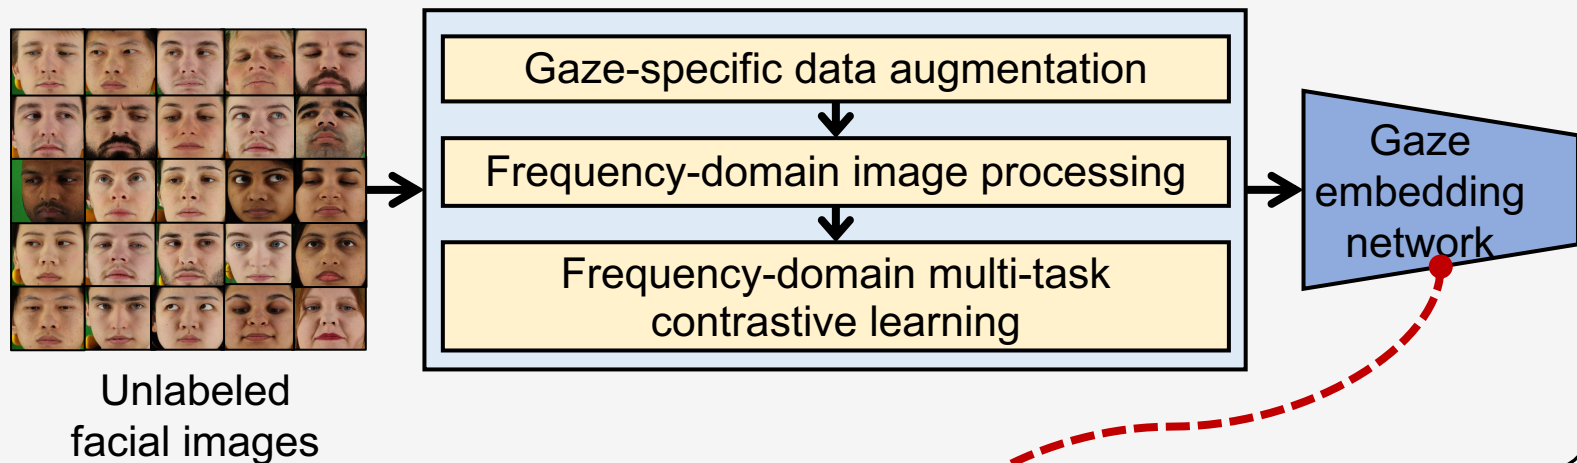 Gaze-specific data augmentation
Frequency-domain image processing
Frequency-domain multi-task
contrastive learning
Gaze
embedding
network
Unlabeled
facial images